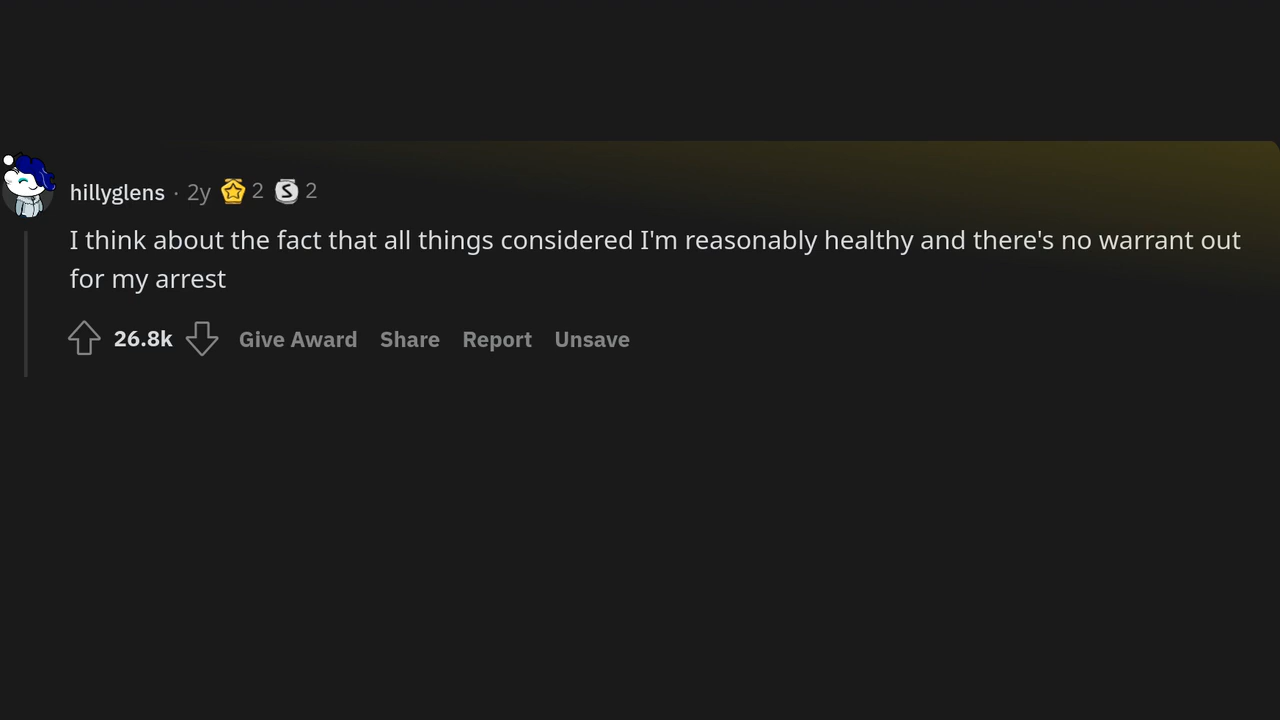 hillyglens · 2y 2 S 2
I think about the fact that all things considered I'm reasonably healthy and there's no warrant out
for my arrest
26.8k Give Award Share Report Unsave